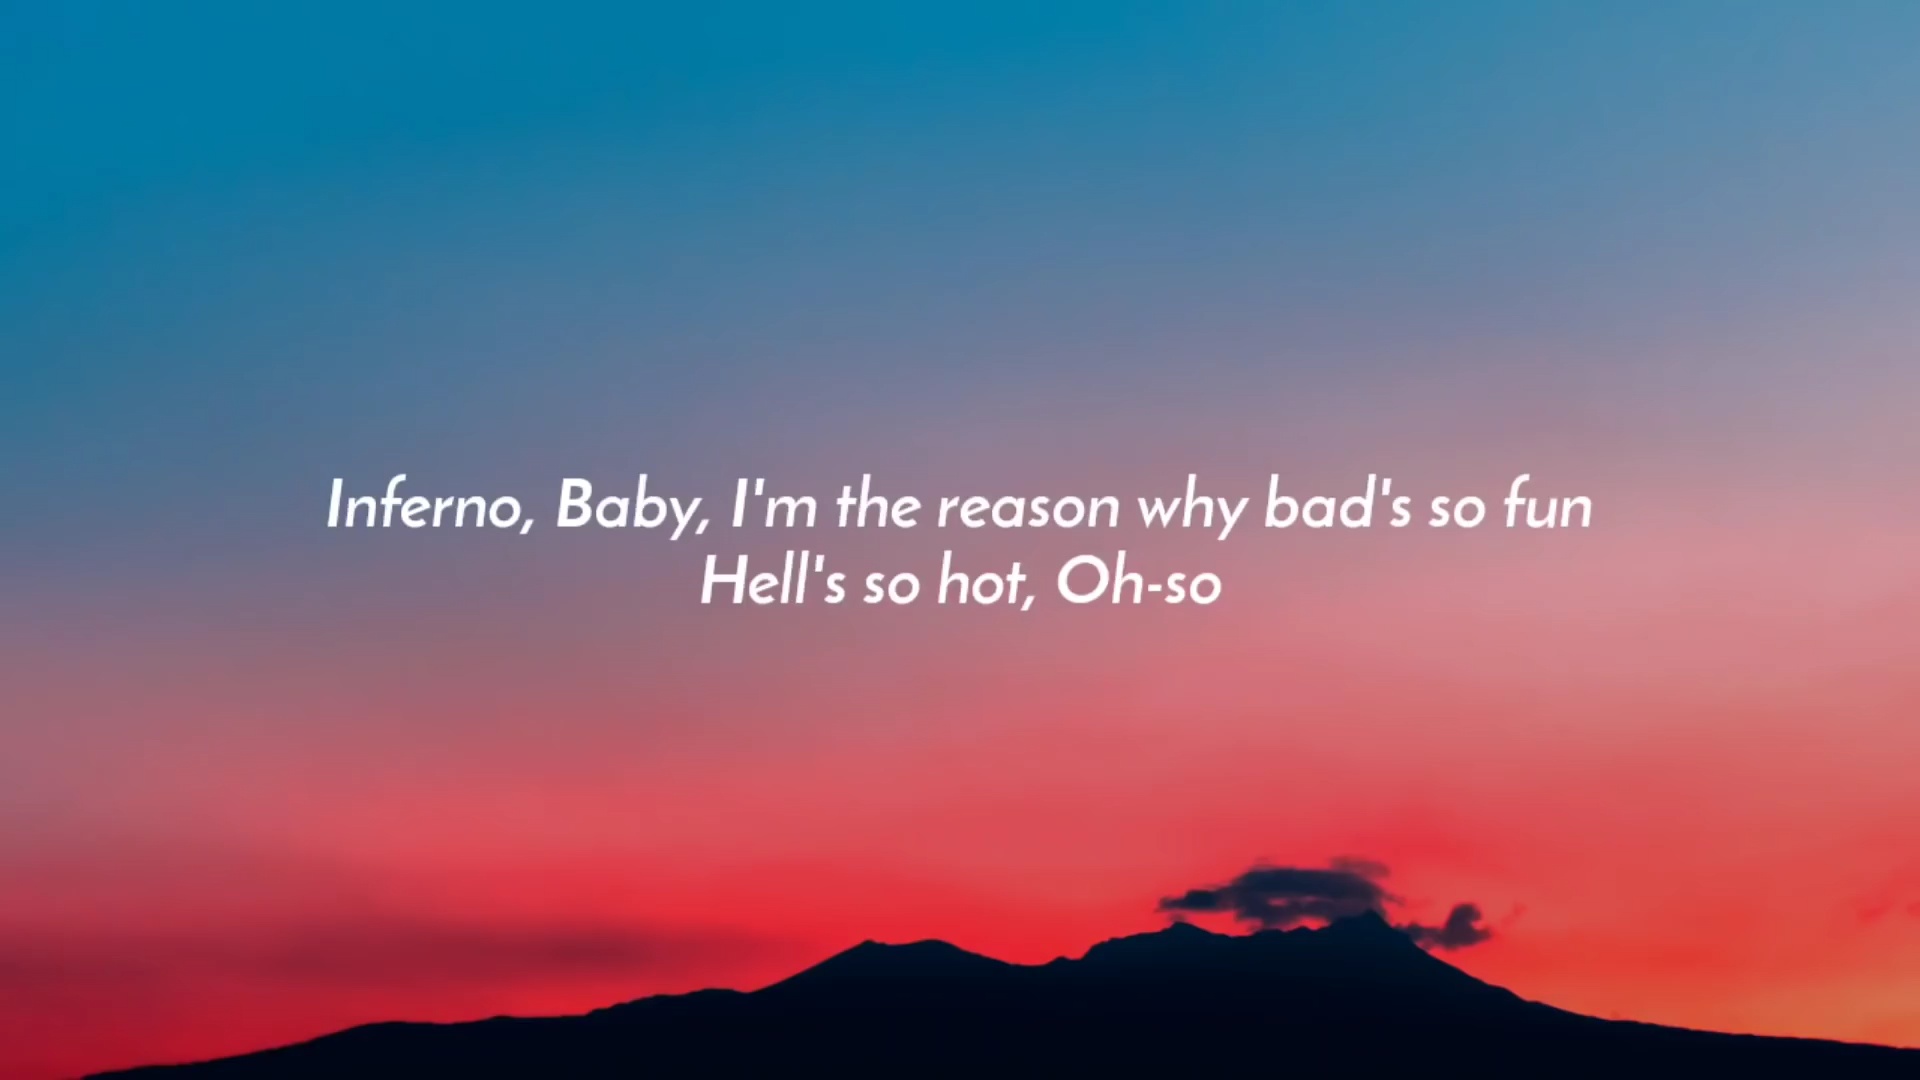 Inferno, Baby, I'm the reason why bad's so fun
Hell's so hot, Oh-so